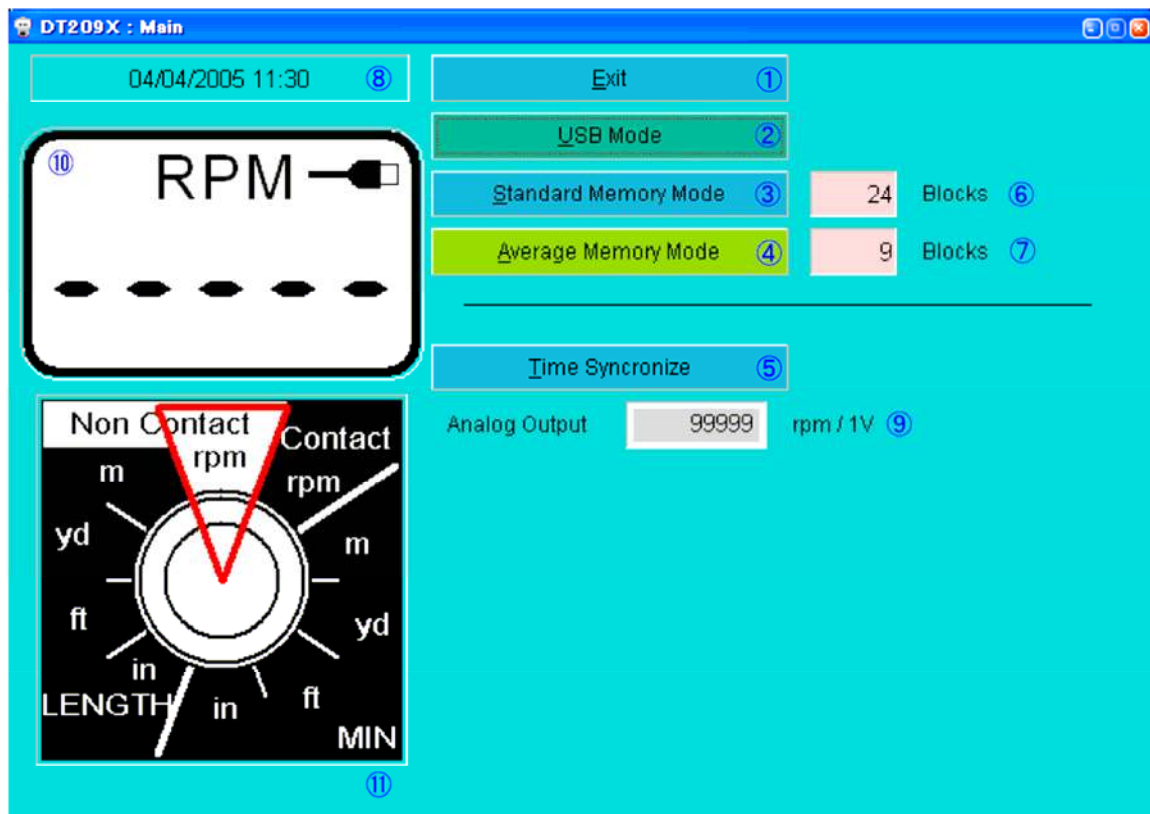 DT209X : Main
04/04/2005 11:30 ⑧
Exit ①
USB Mode ②
Standard Memory Mode ③ 24 Blocks ⑥
Average Memory Mode ④ 9 Blocks ⑦
⑩ RPM
- - - - -
Time Syncronize ⑤
Analog Output 99999 rpm / 1V ⑨
Non Contact
rpm
Contact
rpm
m
yd
ft
in
LENGTH
m
yd
ft
in
MIN
⑪